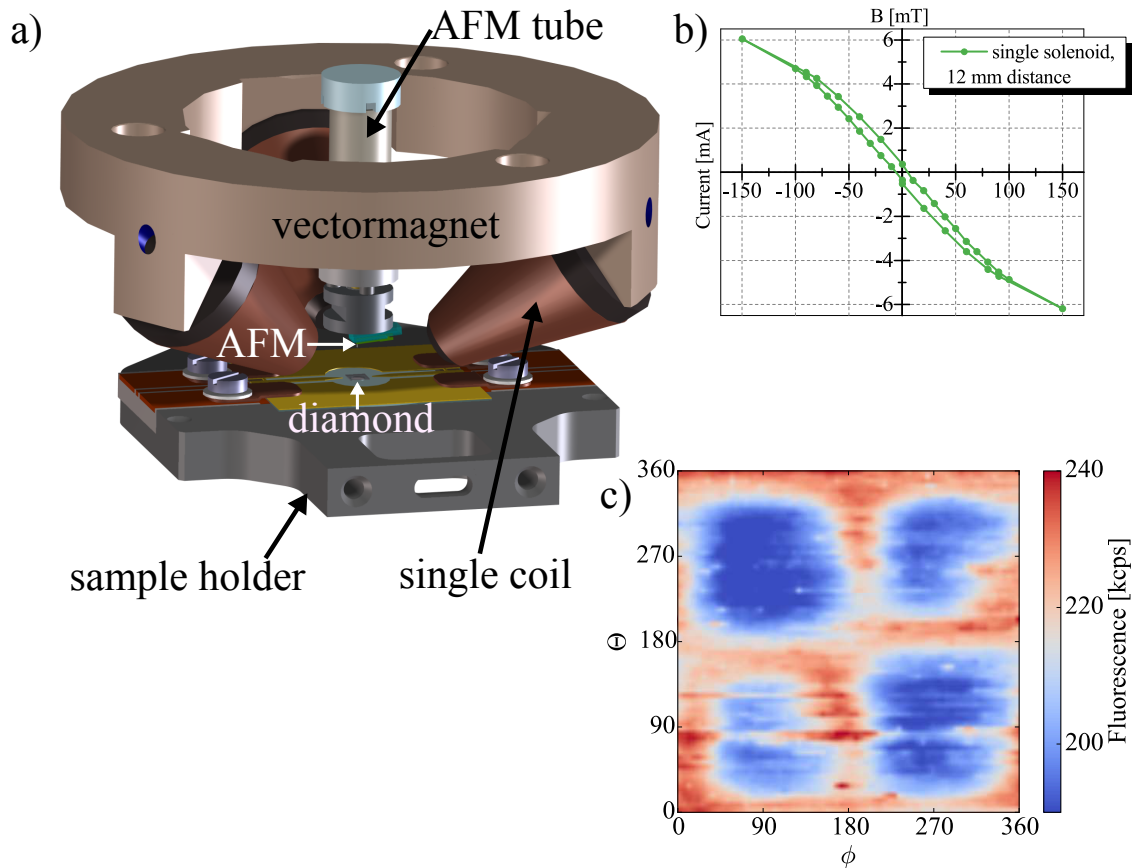 a)
AFM tube
vectormagnet
AFM
diamond
sample holder
single coil
b)
B [mT]
single solenoid,
12 mm distance
6
4
2
-2
-4
-6
Current [mA]
-150 -100 -50 50 100 150
c)
360
270
180
90
0
Θ
0 90 180 270 360
ϕ
240
220
200
Fluorescence [kcps]